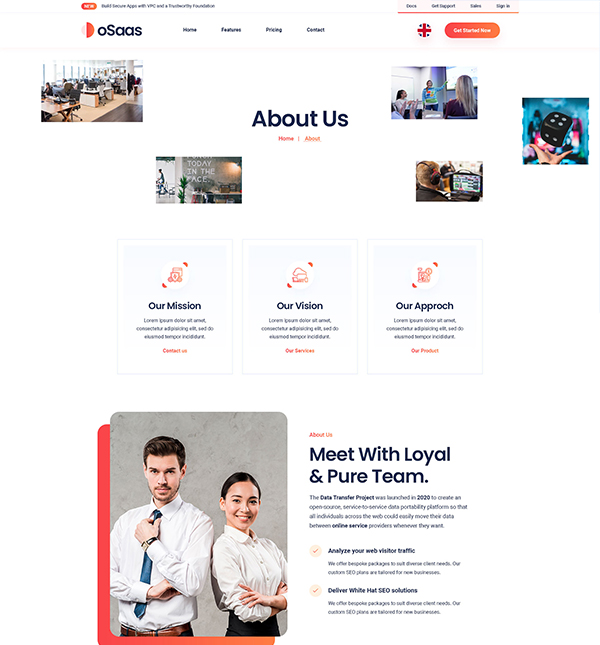 NEW Build Secure Apps with VPC and a Trustworthy Foundation
Docs Get Support Sales Sign in
oSaas
Home Features Pricing Contact
Get Started Now
About Us
Home | About
TODAY
IN THE
FACE.
Our Mission
Lorem ipsum dolor sit amet,
consectetur adipisicing elit, sed do
eiusmod tempor incididunt.
Contact us
Our Vision
Lorem ipsum dolor sit amet,
consectetur adipisicing elit, sed do
eiusmod tempor incididunt.
Our Services
Our Approch
Lorem ipsum dolor sit amet,
consectetur adipisicing elit, sed do
eiusmod tempor incididunt.
Our Product
About Us
Meet With Loyal
& Pure Team.
The Data Transfer Project was launched in 2020 to create an
open-source, service-to-service data portability platform so that
all individuals across the web could easily move their data
between online service providers whenever they want.
Analyze your web visitor traffic
We offer bespoke packages to suit diverse client needs. Our
custom SEO plans are tailored for new businesses.
Deliver White Hat SEO solutions
We offer bespoke packages to suit diverse client needs. Our
custom SEO plans are tailored for new businesses.